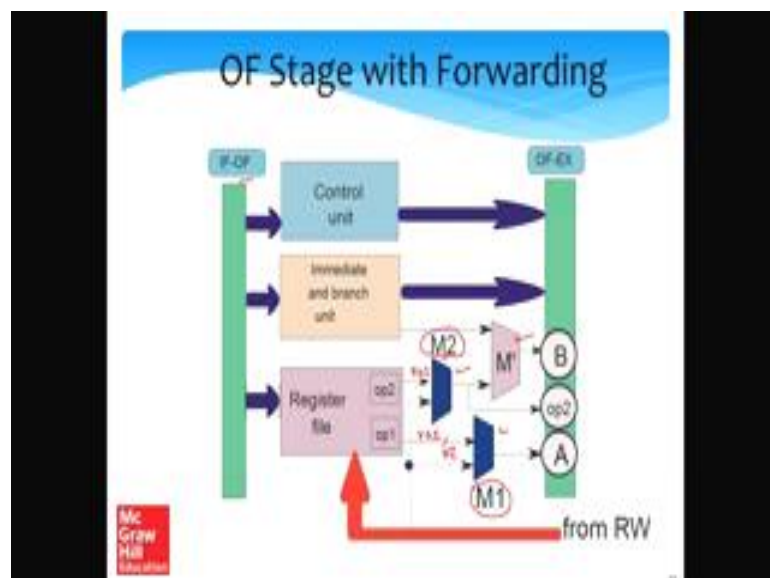 OF Stage with Forwarding
IF-OF
OF-EX
Control
unit
Immediate
and branch
unit
M2
M'
B
Register
file
op2
op2
op1
A
M1
from RW
Mc
Graw
Hill
Education